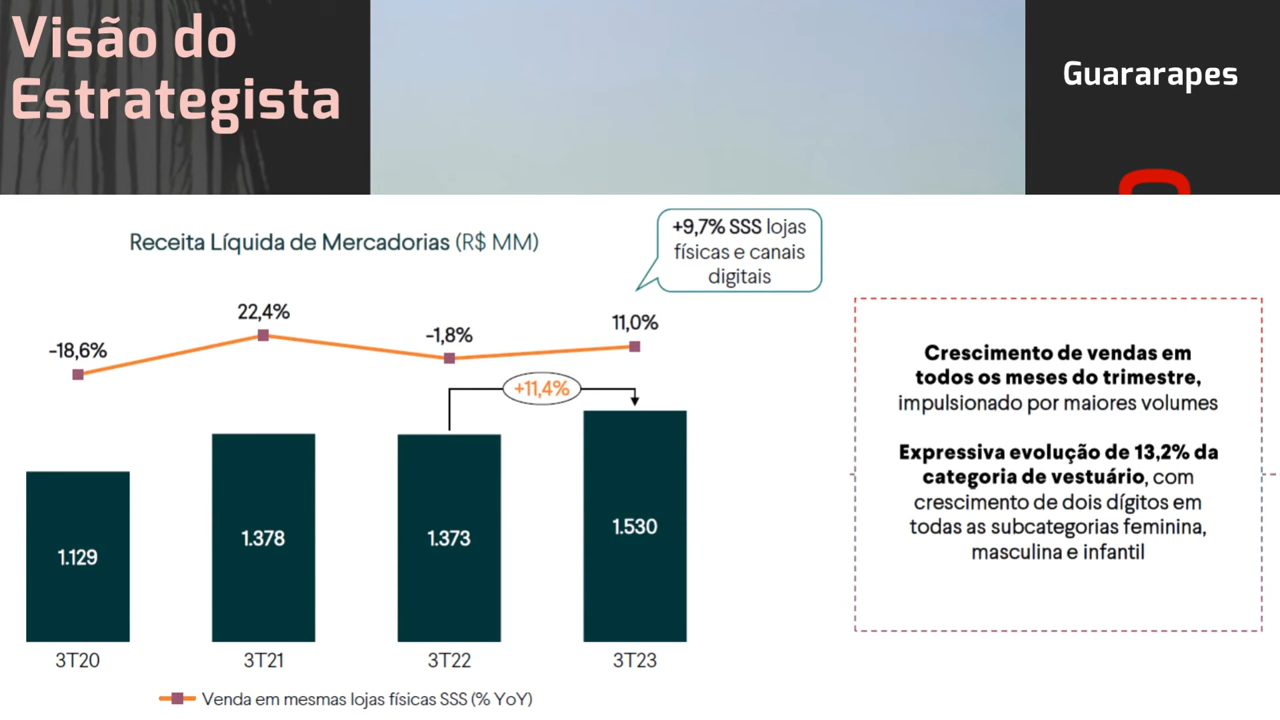 Visão do
Estrategista
Guararapes
Receita Líquida de Mercadorias (R$ MM)
+9,7% SSS lojas
físicas e canais
digitais
-18,6%
22,4%
-1,8%
11,0%
+11,4%
1.129
1.378
1.373
1.530
3T20
3T21
3T22
3T23
Venda em mesmas lojas físicas SSS (% YoY)
Crescimento de vendas em
todos os meses do trimestre,
impulsionado por maiores volumes
Expressiva evolução de 13,2% da
categoria de vestuário, com
crescimento de dois dígitos em
todas as subcategorias feminina,
masculina e infantil